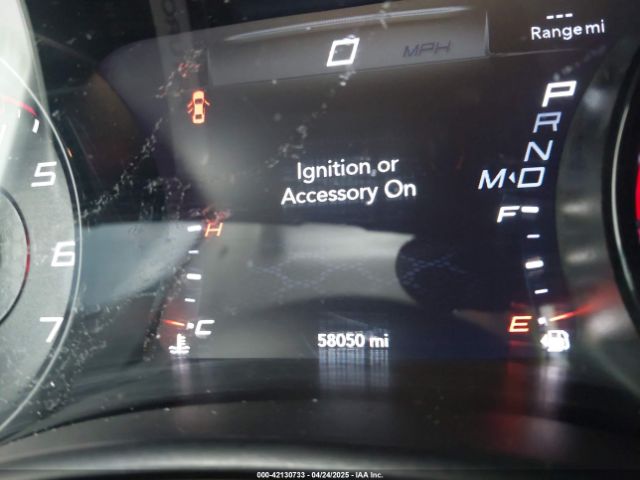 ---
Range mi
0 MPH
P
R
N
M◂D
Ignition or
Accessory On
F
H
5
6
7
C
E
58050 mi
000-42130733 - 04/24/2025 - IAA Inc.